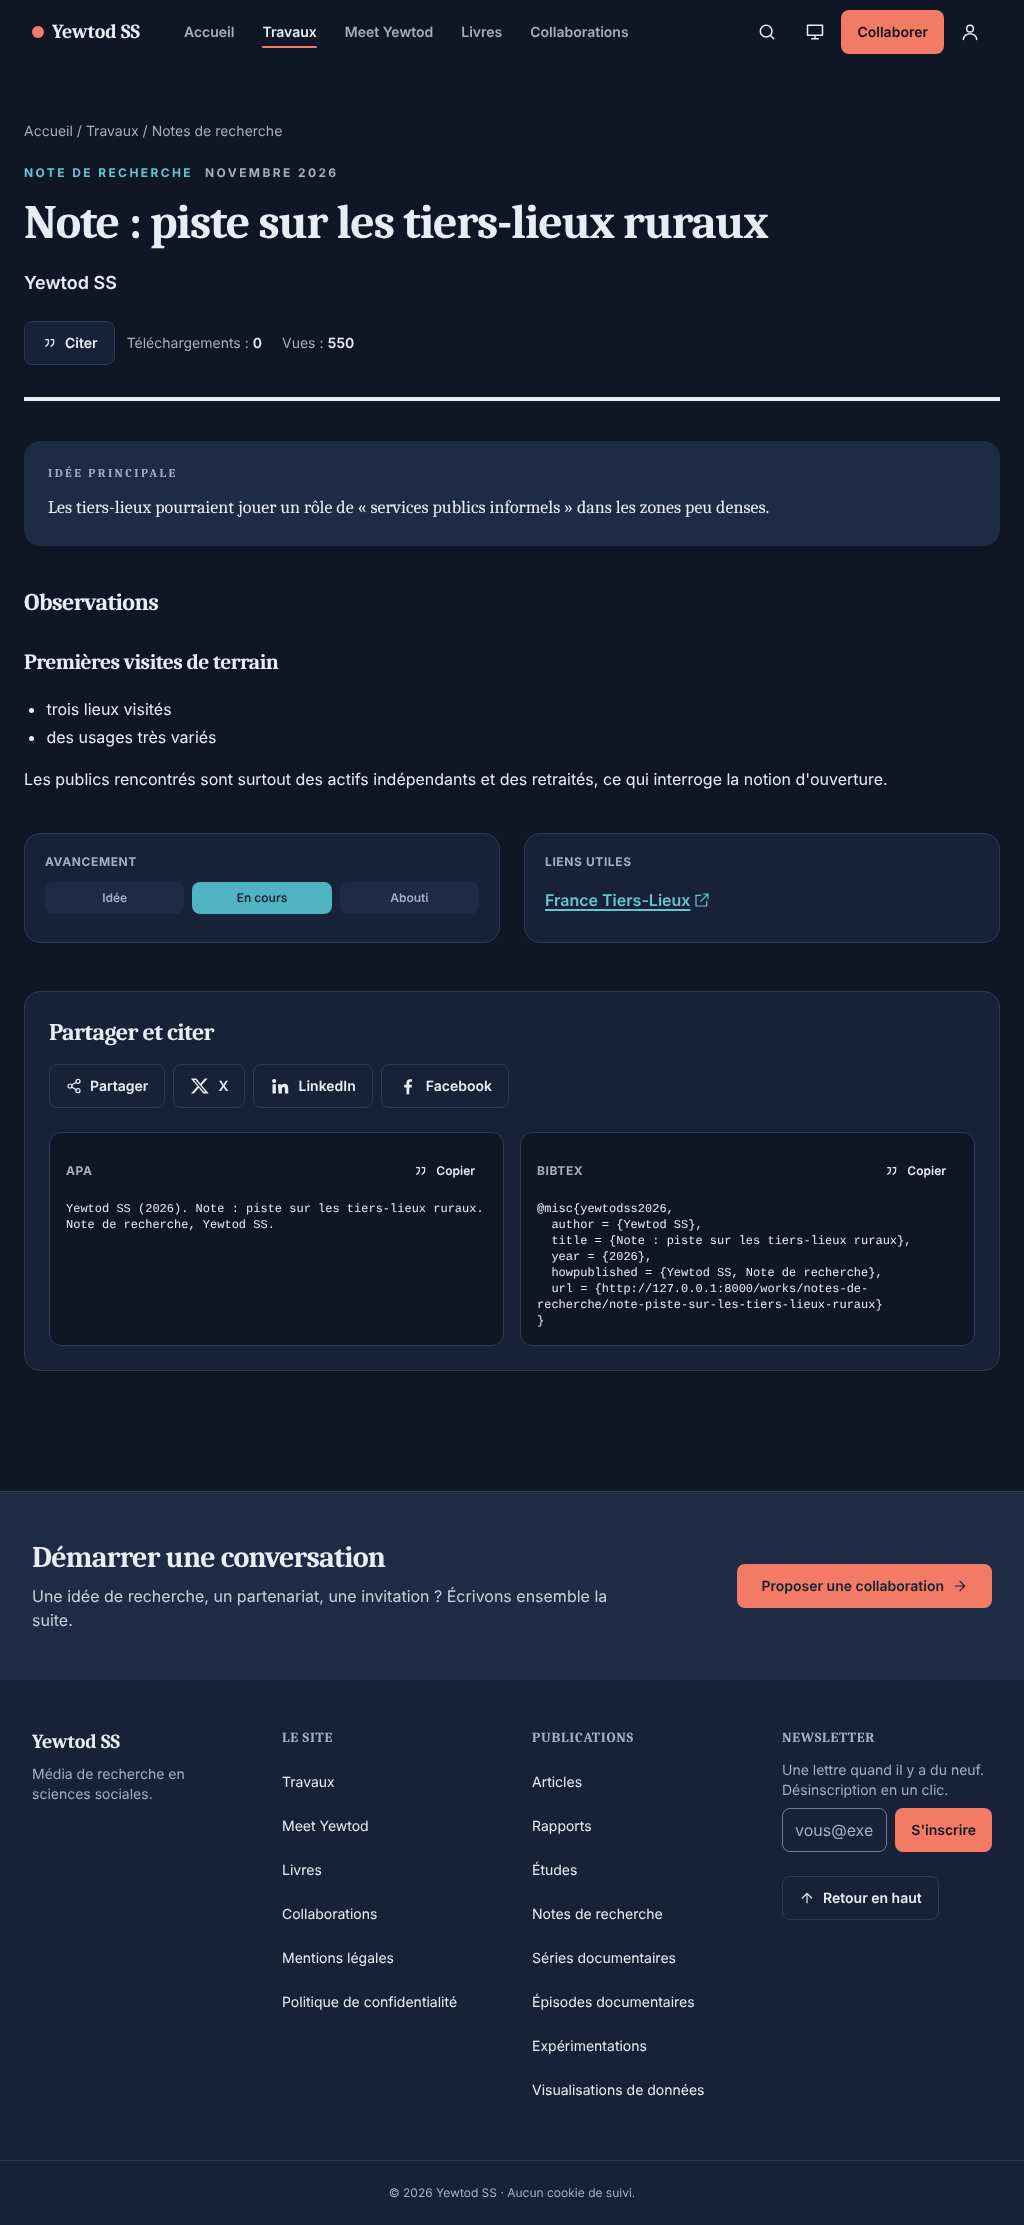 Yewtod SS
Accueil
Travaux
Meet Yewtod
Livres
Collaborations
Collaborer
Accueil / Travaux / Notes de recherche
NOTE DE RECHERCHE NOVEMBRE 2026
Note : piste sur les tiers-lieux ruraux
Yewtod SS
Citer
Téléchargements : 0
Vues : 550
IDÉE PRINCIPALE
Les tiers-lieux pourraient jouer un rôle de « services publics informels » dans les zones peu denses.
Observations
Premières visites de terrain
• trois lieux visités
• des usages très variés
Les publics rencontrés sont surtout des actifs indépendants et des retraités, ce qui interroge la notion d'ouverture.
AVANCEMENT
Idée
En cours
Abouti
LIENS UTILES
France Tiers-Lieux
Partager et citer
Partager
X
LinkedIn
Facebook
APA
Copier
Yewtod SS (2026). Note : piste sur les tiers-lieux ruraux.
Note de recherche, Yewtod SS.
BIBTEX
Copier
@misc{yewtodss2026,
  author = {Yewtod SS},
  title = {Note : piste sur les tiers-lieux ruraux},
  year = {2026},
  howpublished = {Yewtod SS, Note de recherche},
  url = {http://127.0.0.1:8000/works/notes-de-
recherche/note-piste-sur-les-tiers-lieux-ruraux}
}
Démarrer une conversation
Une idée de recherche, un partenariat, une invitation ? Écrivons ensemble la
suite.
Proposer une collaboration
Yewtod SS
Média de recherche en
sciences sociales.
LE SITE
Travaux
Meet Yewtod
Livres
Collaborations
Mentions légales
Politique de confidentialité
PUBLICATIONS
Articles
Rapports
Études
Notes de recherche
Séries documentaires
Épisodes documentaires
Expérimentations
Visualisations de données
NEWSLETTER
Une lettre quand il y a du neuf.
Désinscription en un clic.
vous@exe
S'inscrire
Retour en haut
© 2026 Yewtod SS · Aucun cookie de suivi.